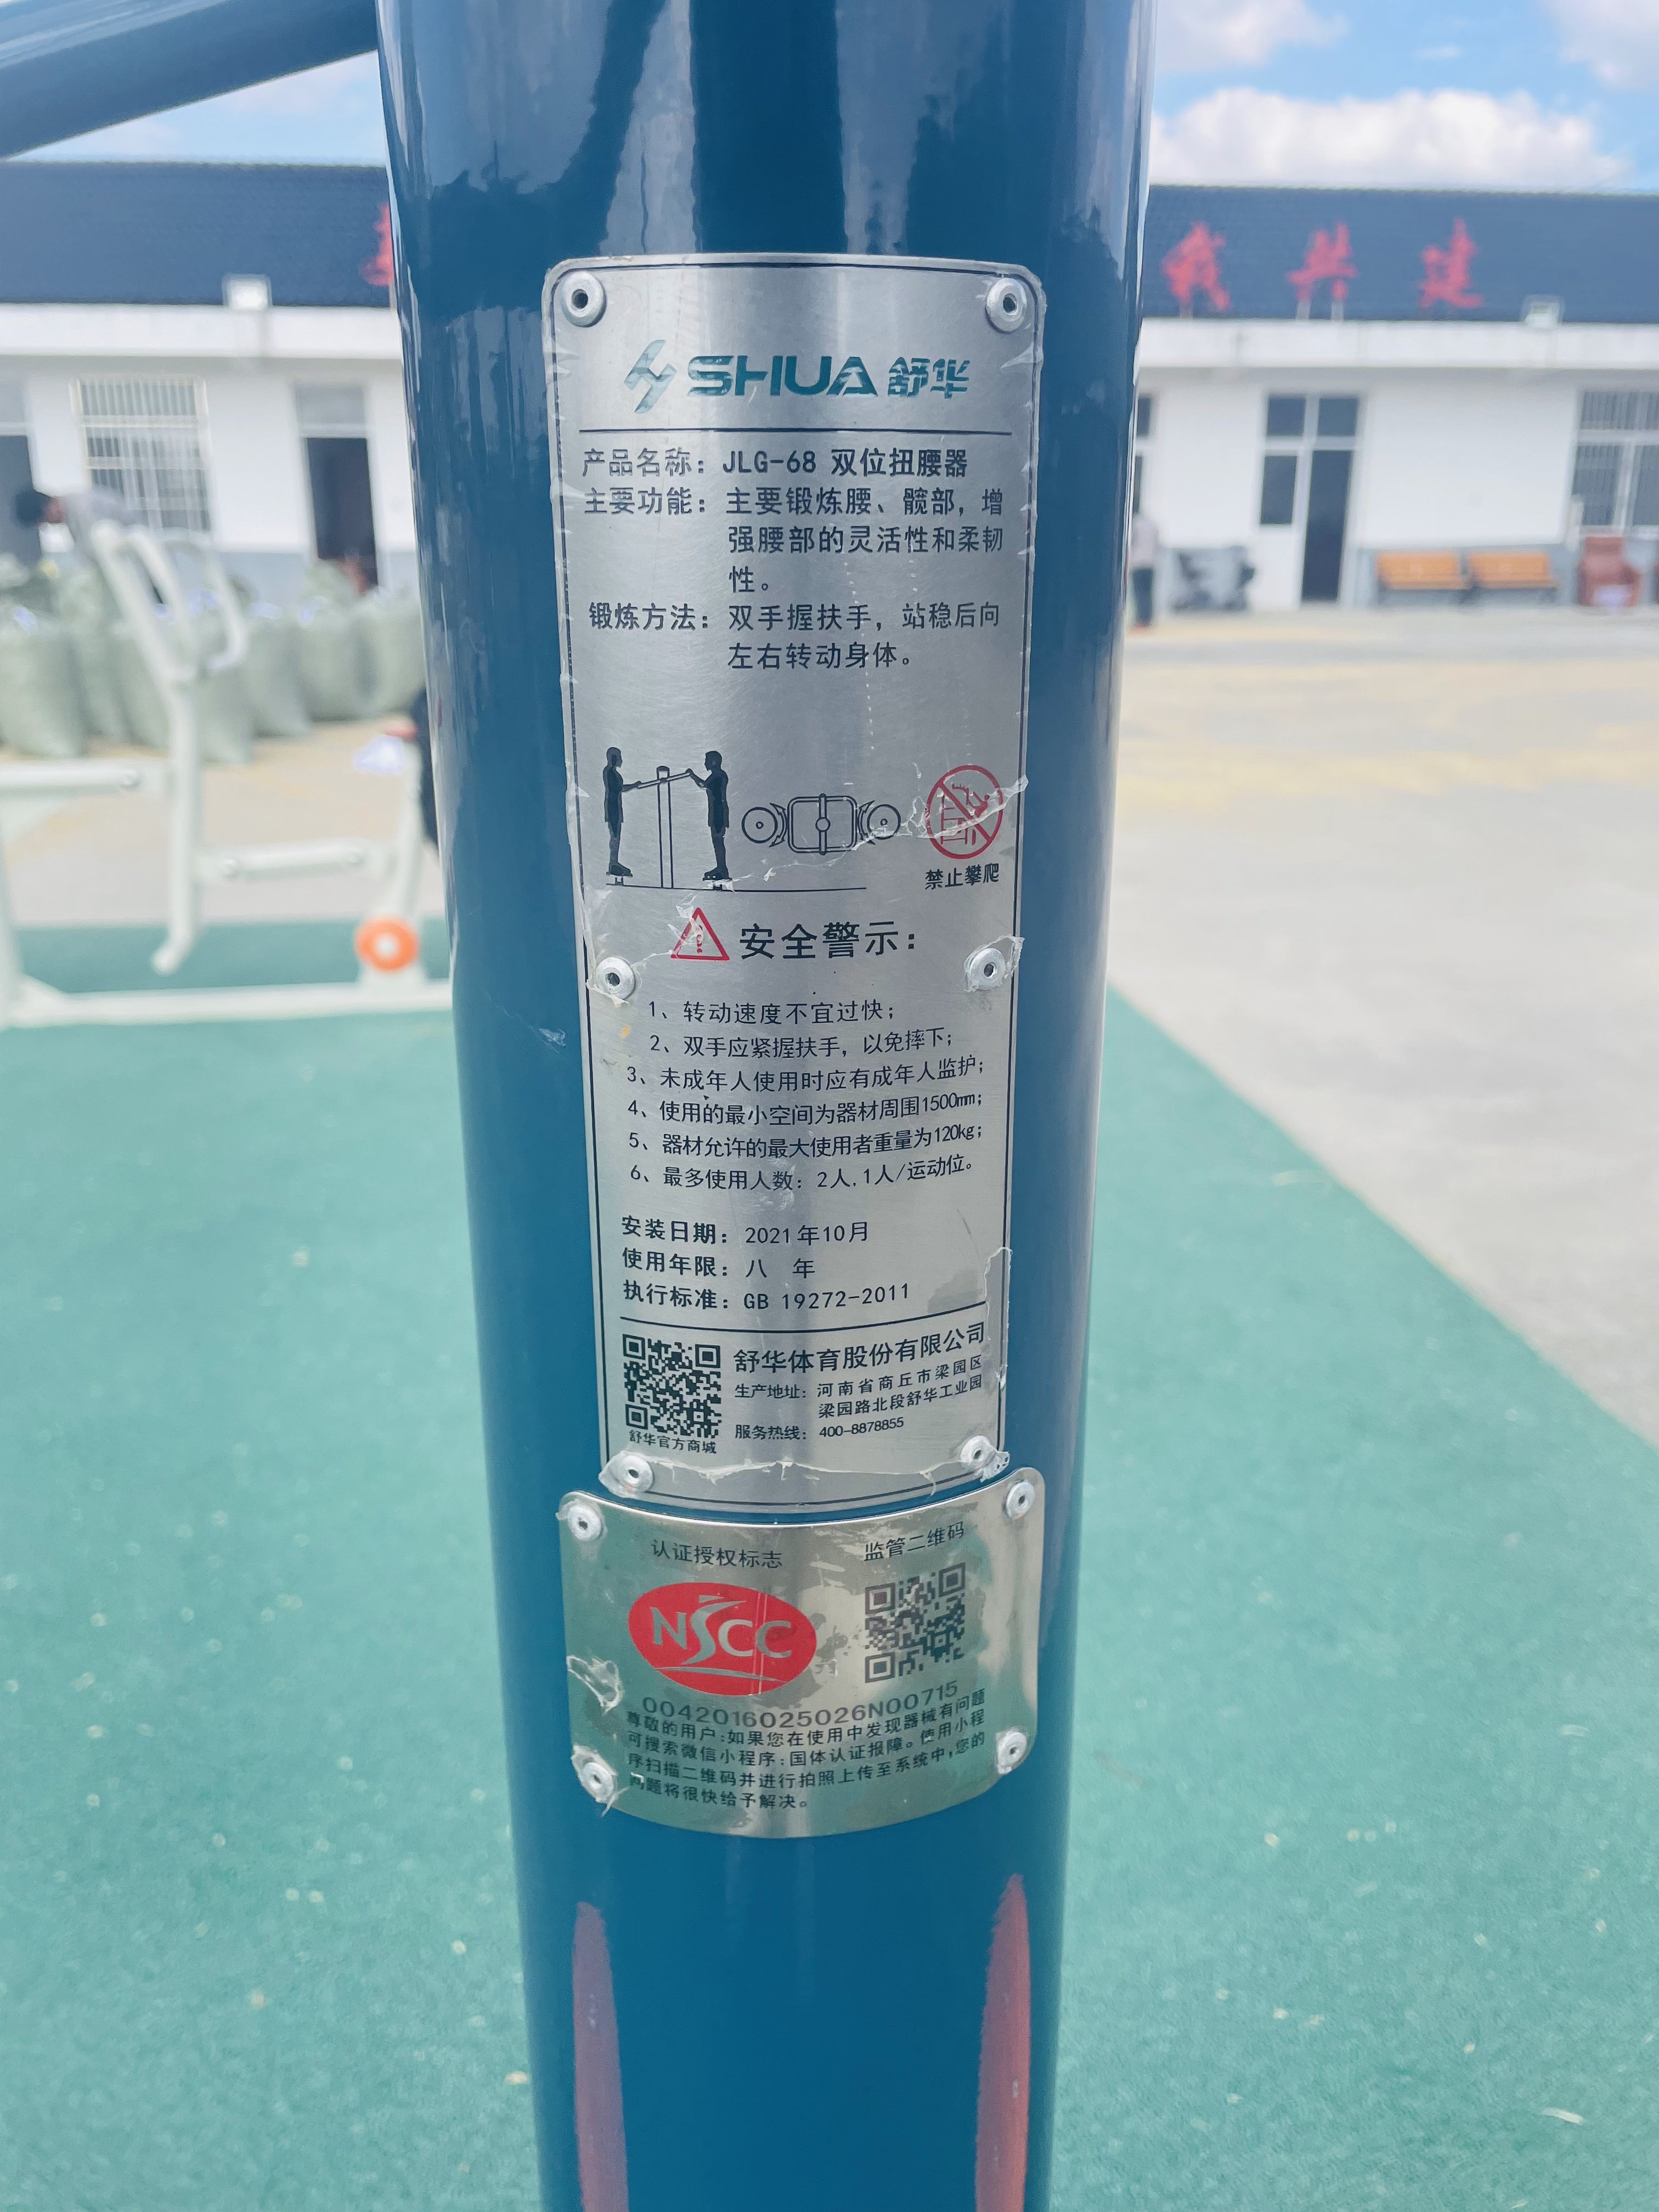 我共建
SHUA 舒华
产品名称：JLG-68 双位扭腰器
主要功能：主要锻炼腰、髋部，增
强腰部的灵活性和柔韧
性。
锻炼方法：双手握扶手，站稳后向
左右转动身体。
禁止攀爬
安全警示：
1、转动速度不宜过快；
2、双手应紧握扶手，以免摔下；
3、未成年人使用时应有成年人监护；
4、使用的最小空间为器材周围1500mm；
5、器材允许的最大使用者重量为120kg；
6、最多使用人数：2人,1人/运动位。
安装日期：2021年10月
使用年限：八 年
执行标准：GB 19272-2011
舒华体育股份有限公司
生产地址：河南省商丘市梁园区
梁园路北段舒华工业园
服务热线：400-8878855
舒华官方商城
认证授权标志 监管二维码
NSCC
0042016025026N00715
尊敬的用户：如果您在使用中发现器械有问题
可搜索微信小程序：国体认证报障。使用小程
序扫描二维码并进行拍照上传至系统中，您的
问题将很快给予解决。